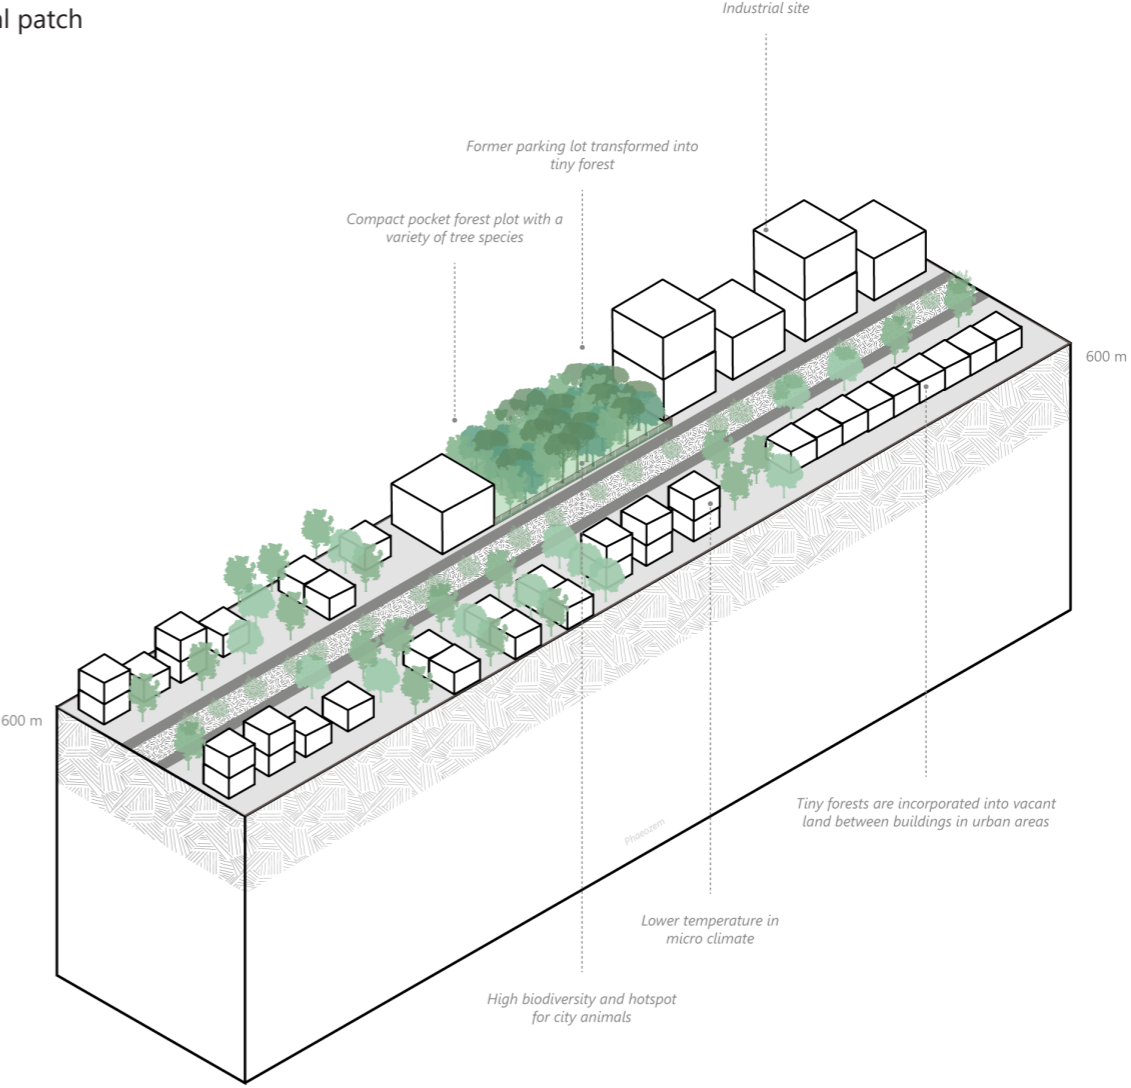 al patch
Industrial site
Former parking lot transformed into
tiny forest
Compact pocket forest plot with a
variety of tree species
600 m
600 m
Tiny forests are incorporated into vacant
land between buildings in urban areas
Phaeozem
Lower temperature in
micro climate
High biodiversity and hotspot
for city animals